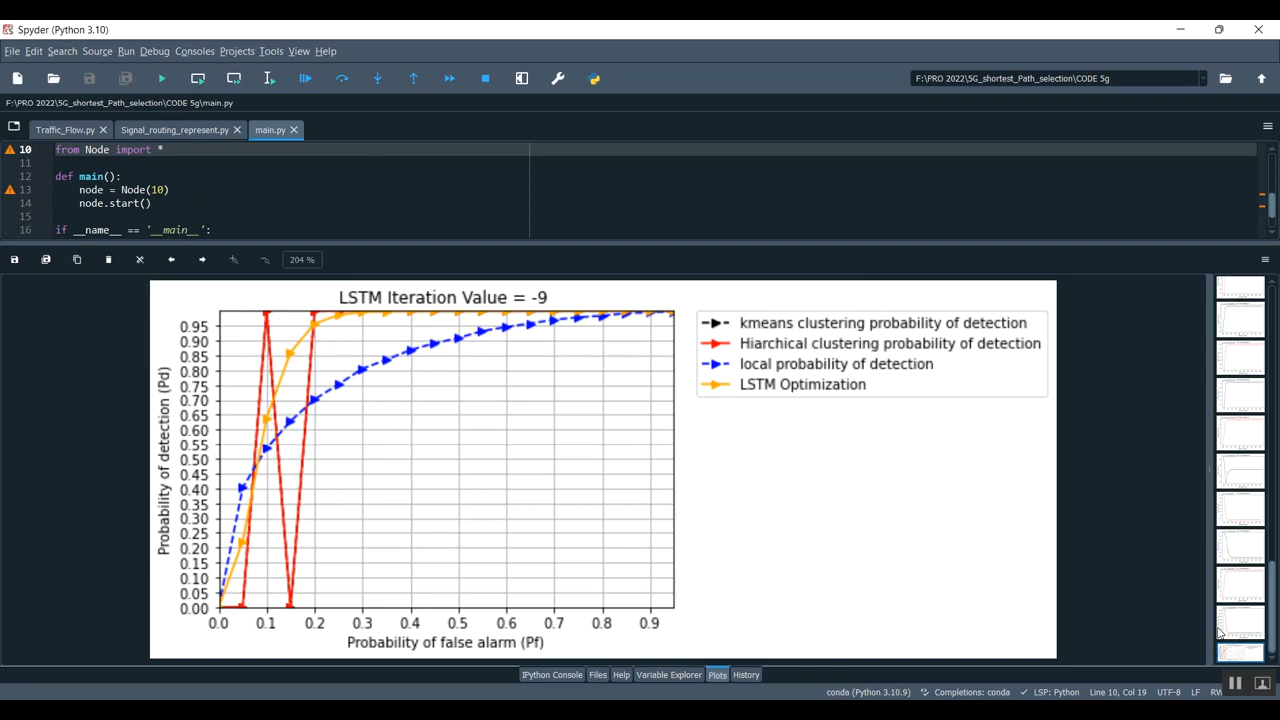 Spyder (Python 3.10)
File Edit Search Source Run Debug Consoles Projects Tools View Help
F:\PRO 2022\5G_shortest_Path_selection\CODE 5g
F:\PRO 2022\5G_shortest_Path_selection\CODE 5g\main.py
Traffic_Flow.py Signal_routing_represent.py main.py
10 from Node import *
11
12 def main():
13 node = Node(10)
14 node.start()
15
16 if __name__ == '__main__':
204 %
LSTM Iteration Value = -9
kmeans clustering probability of detection
Hiarchical clustering probability of detection
local probability of detection
LSTM Optimization
Probability of detection (Pd)
0.95
0.90
0.85
0.80
0.75
0.70
0.65
0.60
0.55
0.50
0.45
0.40
0.35
0.30
0.25
0.20
0.15
0.10
0.05
0.00
0.0 0.1 0.2 0.3 0.4 0.5 0.6 0.7 0.8 0.9
Probability of false alarm (Pf)
IPython Console Files Help Variable Explorer Plots History
conda (Python 3.10.9) Completions: conda LSP: Python Line 10, Col 19 UTF-8 LF RW